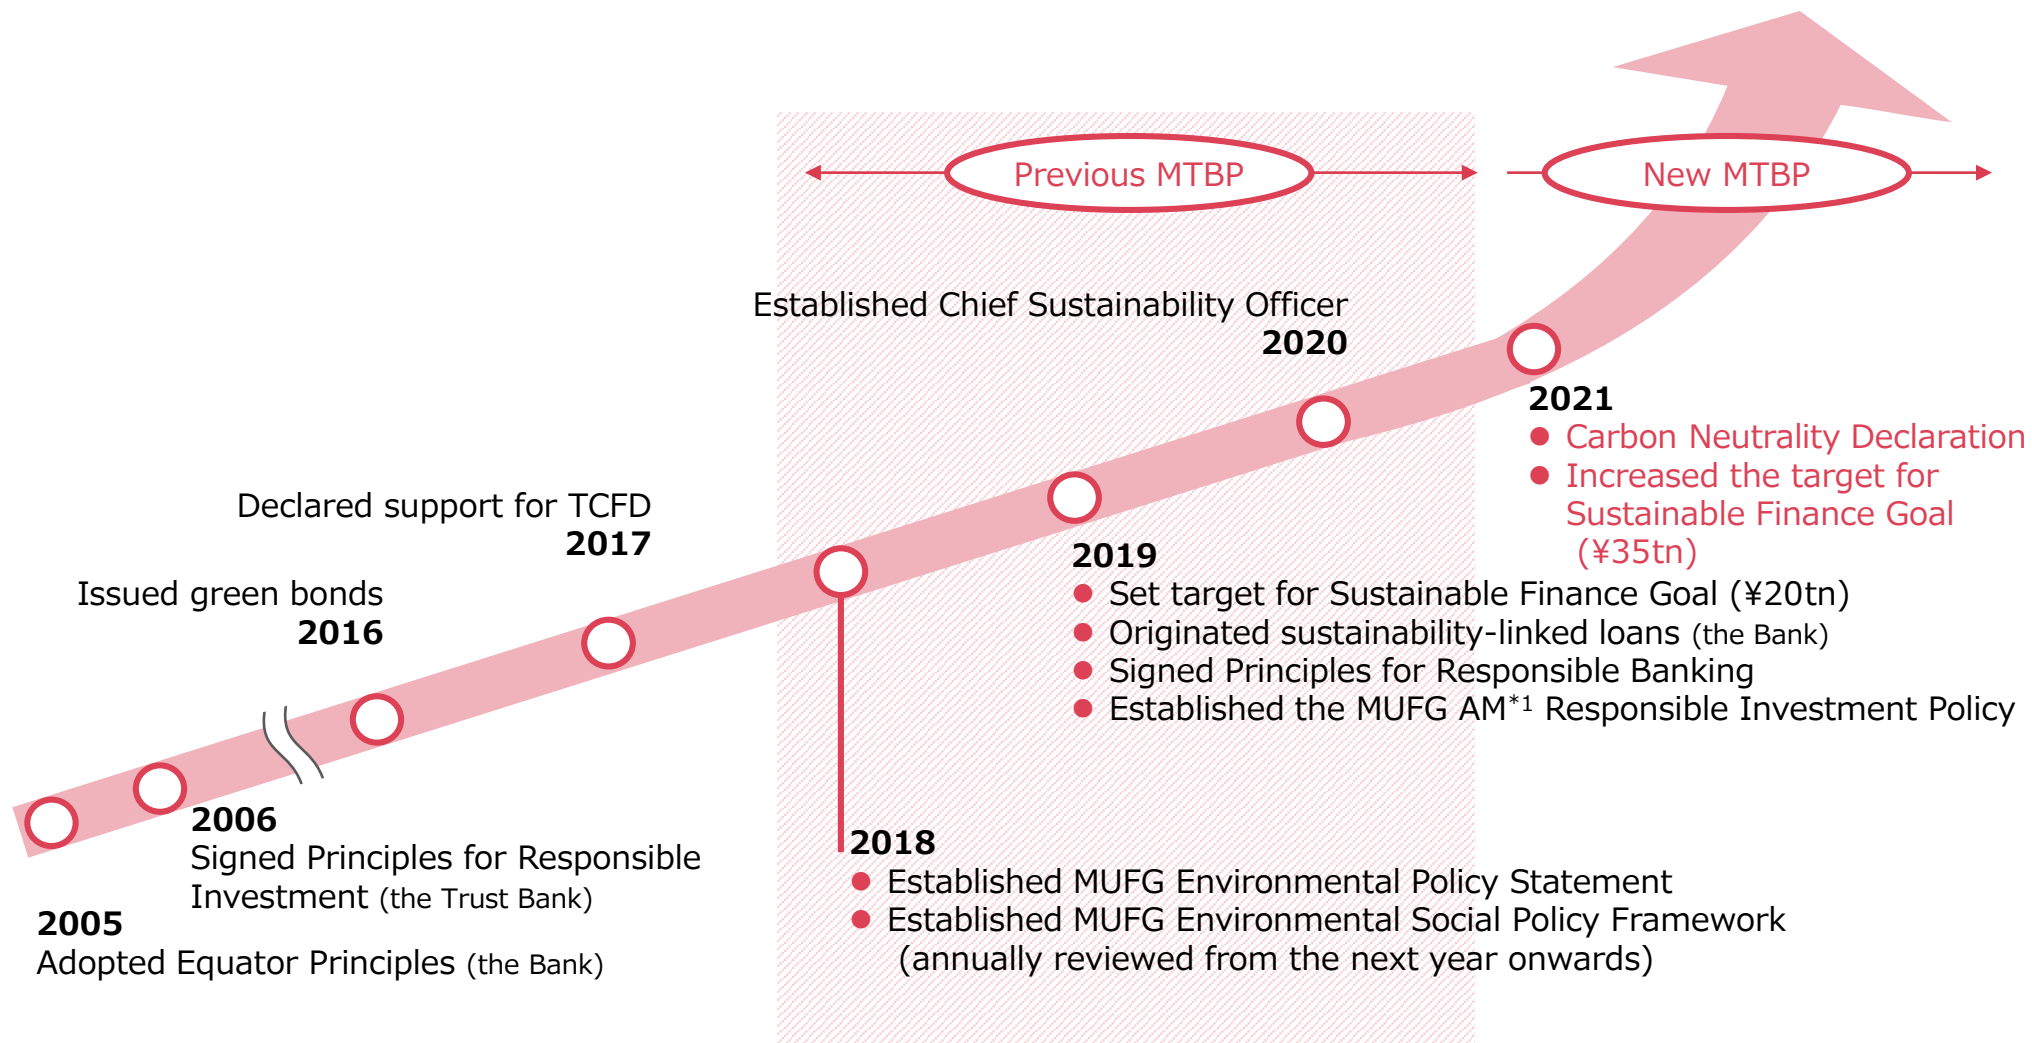 Previous MTBP
New MTBP
Established Chief Sustainability Officer
2020
2021
● Carbon Neutrality Declaration
● Increased the target for
Sustainable Finance Goal
(¥35tn)
Declared support for TCFD
2017
2019
● Set target for Sustainable Finance Goal (¥20tn)
● Originated sustainability-linked loans (the Bank)
● Signed Principles for Responsible Banking
● Established the MUFG AM*1 Responsible Investment Policy
Issued green bonds
2016
2006
Signed Principles for Responsible
Investment (the Trust Bank)
2018
● Established MUFG Environmental Policy Statement
● Established MUFG Environmental Social Policy Framework
(annually reviewed from the next year onwards)
2005
Adopted Equator Principles (the Bank)